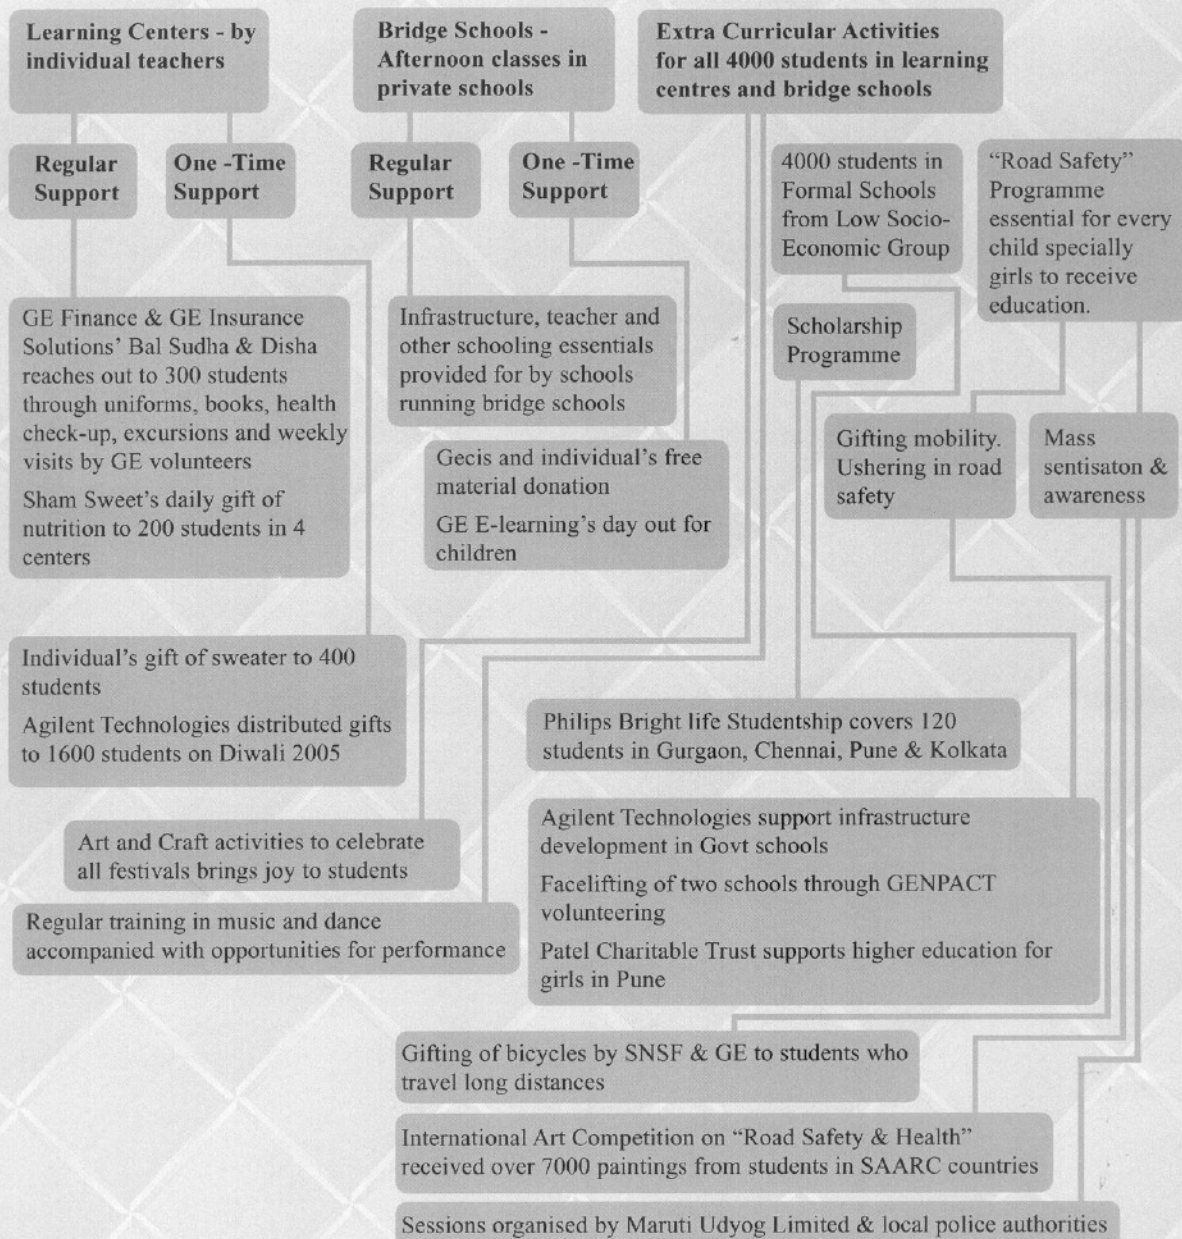 Learning Centers - by
individual teachers
Bridge Schools -
Afternoon classes in
private schools
Extra Curricular Activities
for all 4000 students in learning
centres and bridge schools
Regular
Support
One -Time
Support
Regular
Support
One -Time
Support
4000 students in
Formal Schools
from Low Socio-
Economic Group
“Road Safety”
Programme
essential for every
child specially
girls to receive
education.
GE Finance & GE Insurance
Solutions’ Bal Sudha & Disha
reaches out to 300 students
through uniforms, books, health
check-up, excursions and weekly
visits by GE volunteers
Sham Sweet’s daily gift of
nutrition to 200 students in 4
centers
Infrastructure, teacher and
other schooling essentials
provided for by schools
running bridge schools
Scholarship
Programme
Gecis and individual’s free
material donation
GE E-learning’s day out for
children
Gifting mobility.
Ushering in road
safety
Mass
sentisaton &
awareness
Individual’s gift of sweater to 400
students
Agilent Technologies distributed gifts
to 1600 students on Diwali 2005
Philips Bright life Studentship covers 120
students in Gurgaon, Chennai, Pune & Kolkata
Art and Craft activities to celebrate
all festivals brings joy to students
Regular training in music and dance
accompanied with opportunities for performance
Agilent Technologies support infrastructure
development in Govt schools
Facelifting of two schools through GENPACT
volunteering
Patel Charitable Trust supports higher education for
girls in Pune
Gifting of bicycles by SNSF & GE to students who
travel long distances
International Art Competition on “Road Safety & Health”
received over 7000 paintings from students in SAARC countries
Sessions organised by Maruti Udyog Limited & local police authorities